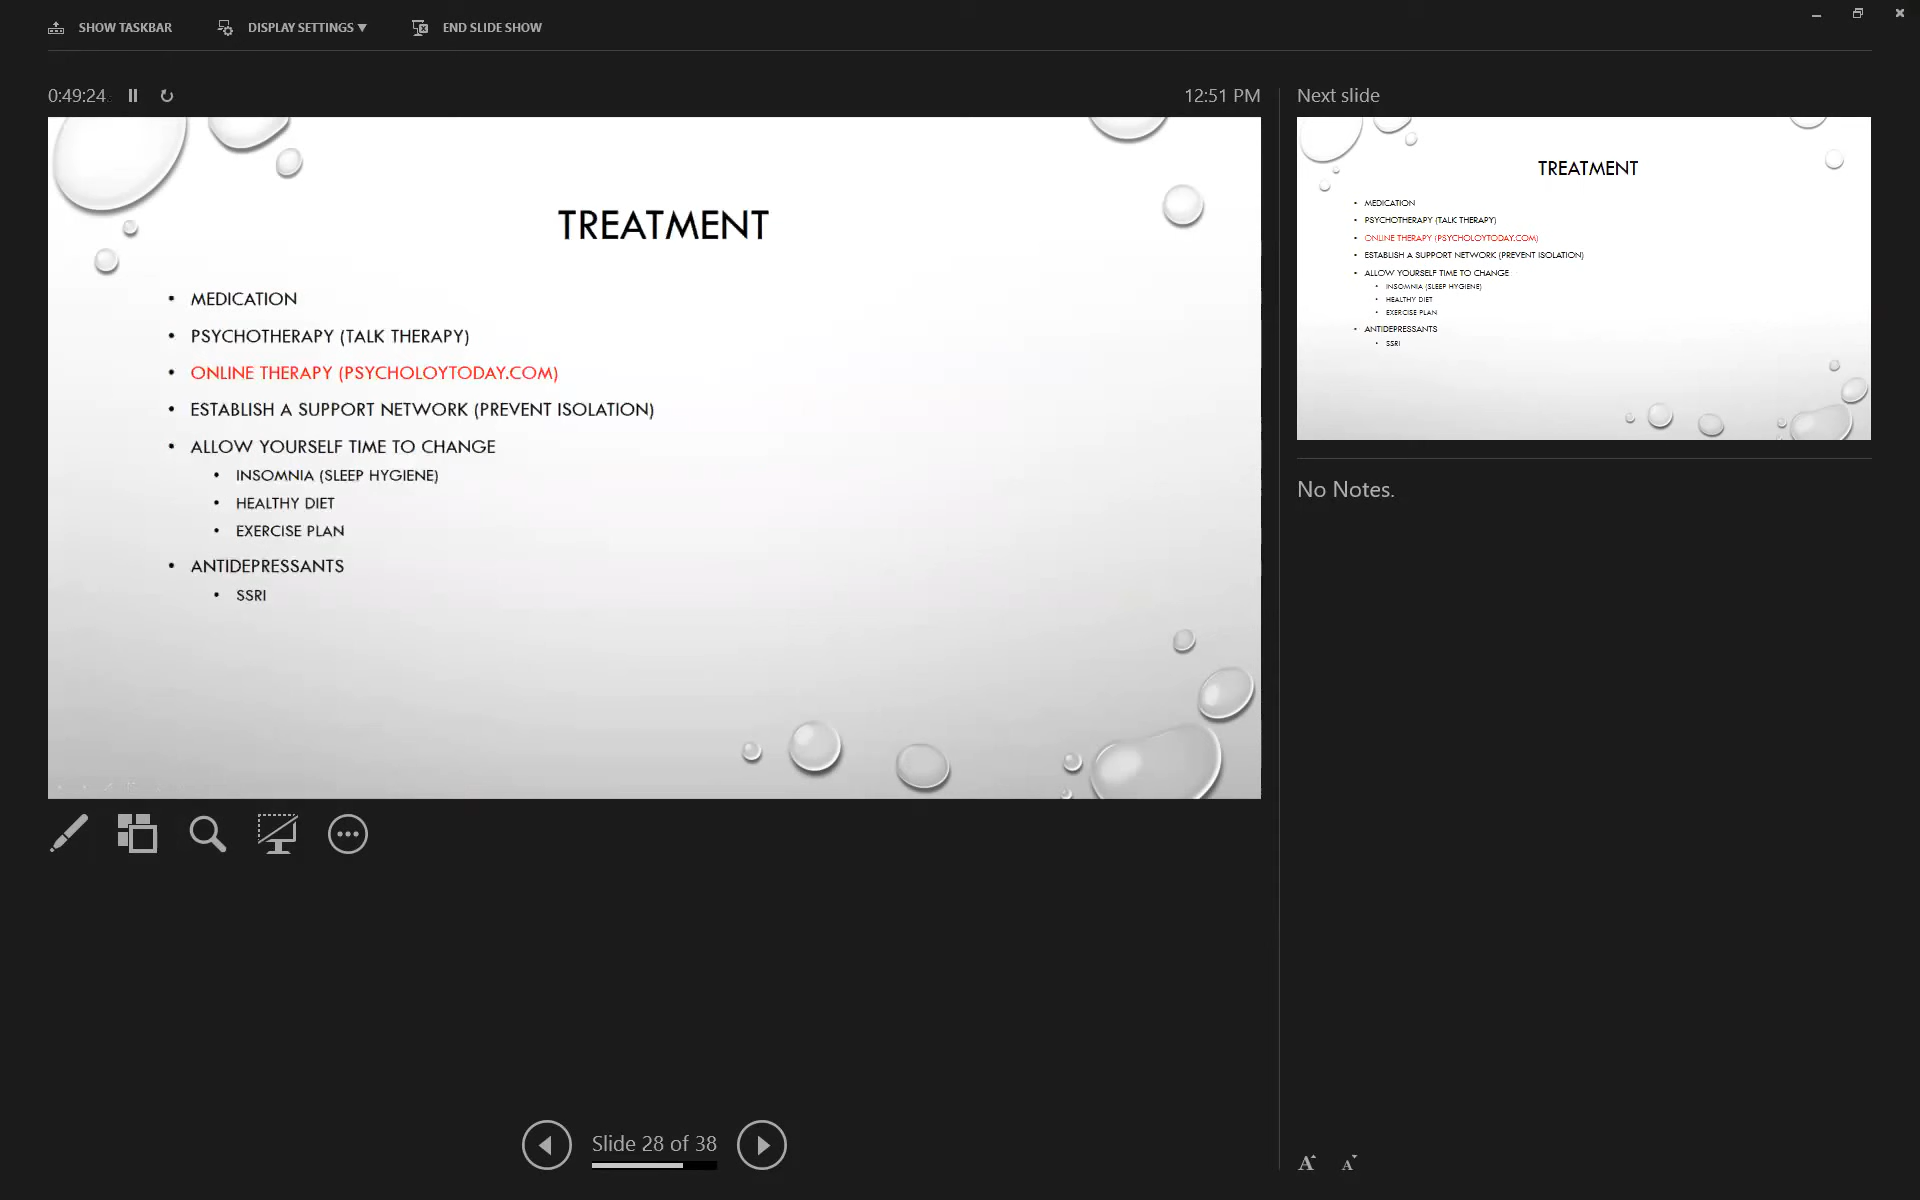 SHOW TASKBAR
DISPLAY SETTINGS ▼
END SLIDE SHOW
0:49:24
12:51 PM
Next slide
TREATMENT
• MEDICATION
• PSYCHOTHERAPY (TALK THERAPY)
• ONLINE THERAPY (PSYCHOLOYTODAY.COM)
• ESTABLISH A SUPPORT NETWORK (PREVENT ISOLATION)
• ALLOW YOURSELF TIME TO CHANGE
• INSOMNIA (SLEEP HYGIENE)
• HEALTHY DIET
• EXERCISE PLAN
• ANTIDEPRESSANTS
• SSRI
TREATMENT
• MEDICATION
• PSYCHOTHERAPY (TALK THERAPY)
• ONLINE THERAPY (PSYCHOLOYTODAY.COM)
• ESTABLISH A SUPPORT NETWORK (PREVENT ISOLATION)
• ALLOW YOURSELF TIME TO CHANGE
• INSOMNIA (SLEEP HYGIENE)
• HEALTHY DIET
• EXERCISE PLAN
• ANTIDEPRESSANTS
• SSRI
No Notes.
Slide 28 of 38
A A